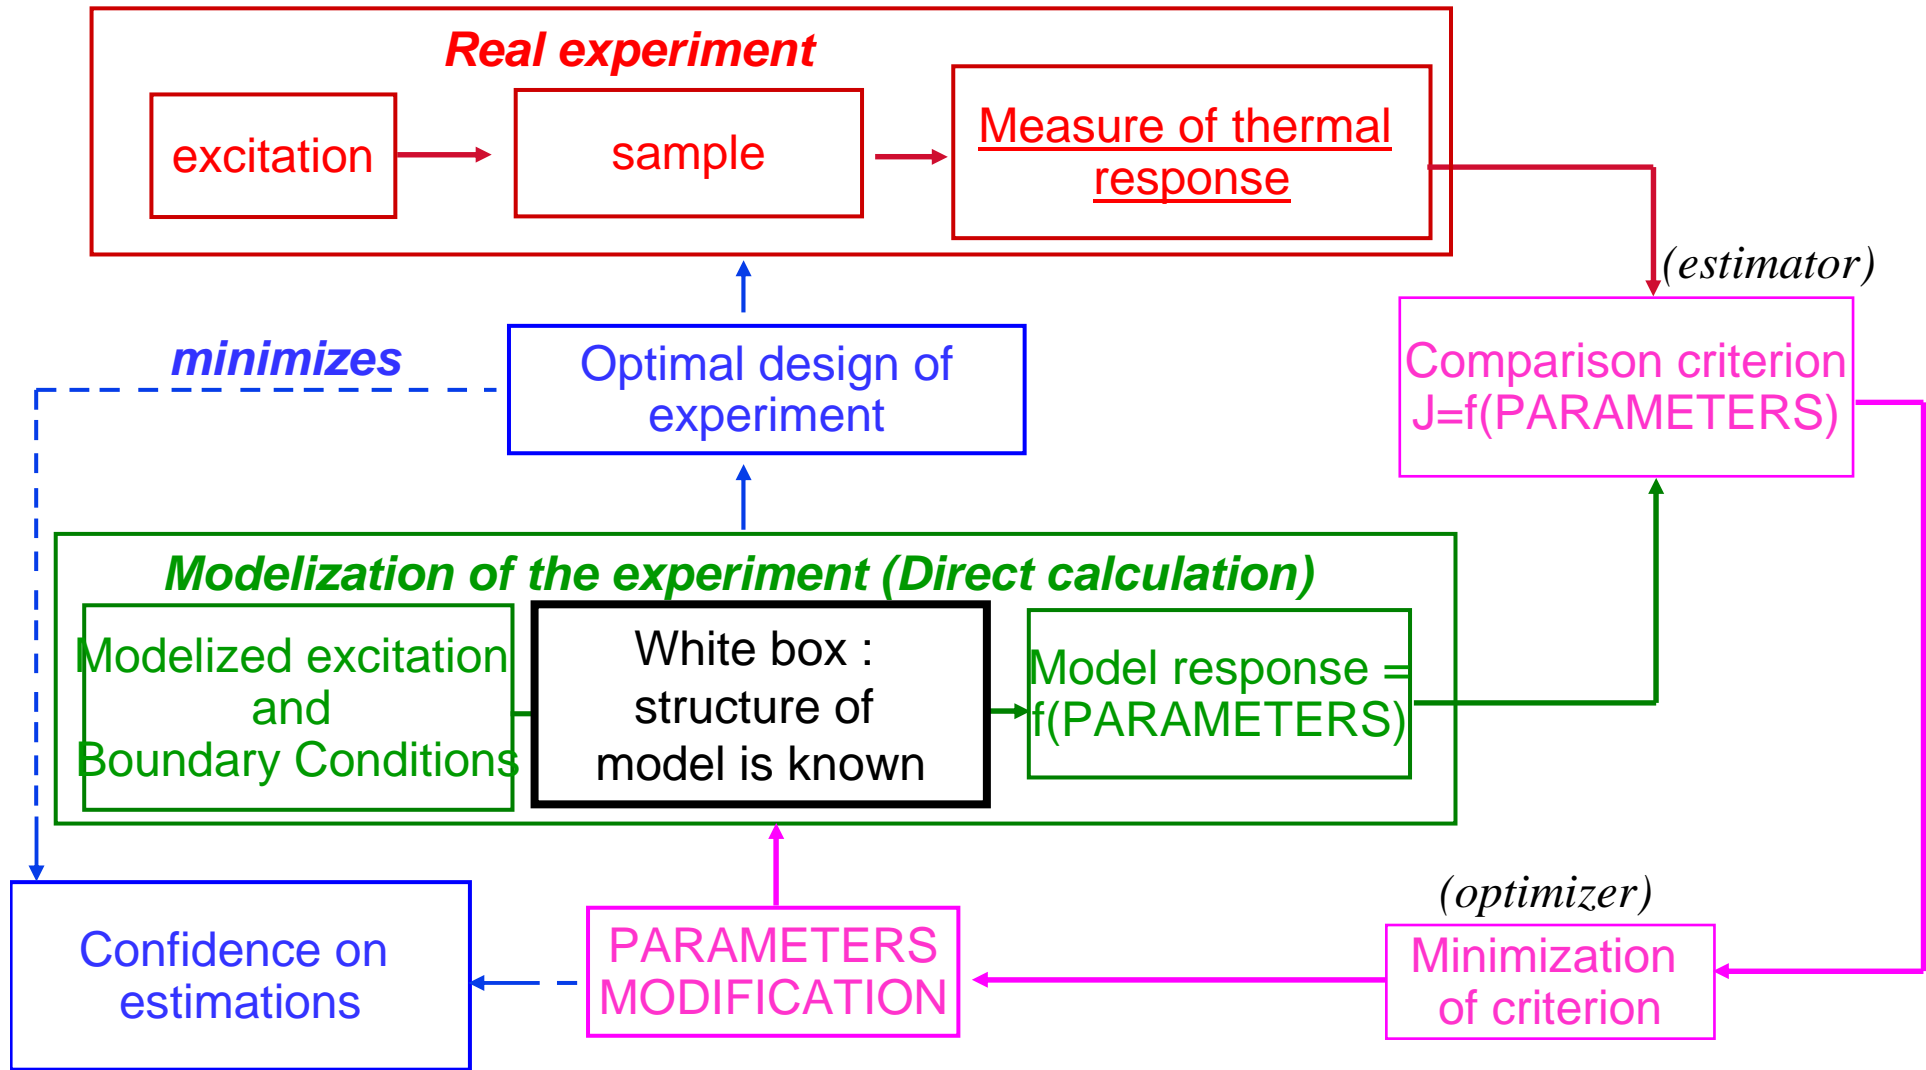 Real experiment
excitation
sample
Measure of thermal
response
(estimator)
minimizes
Optimal design of
experiment
Comparison criterion
J=f(PARAMETERS)
Modelization of the experiment (Direct calculation)
Modelized excitation
and
Boundary Conditions
White box :
structure of
model is known
Model response =
f(PARAMETERS)
(optimizer)
Confidence on
estimations
PARAMETERS
MODIFICATION
Minimization
of criterion